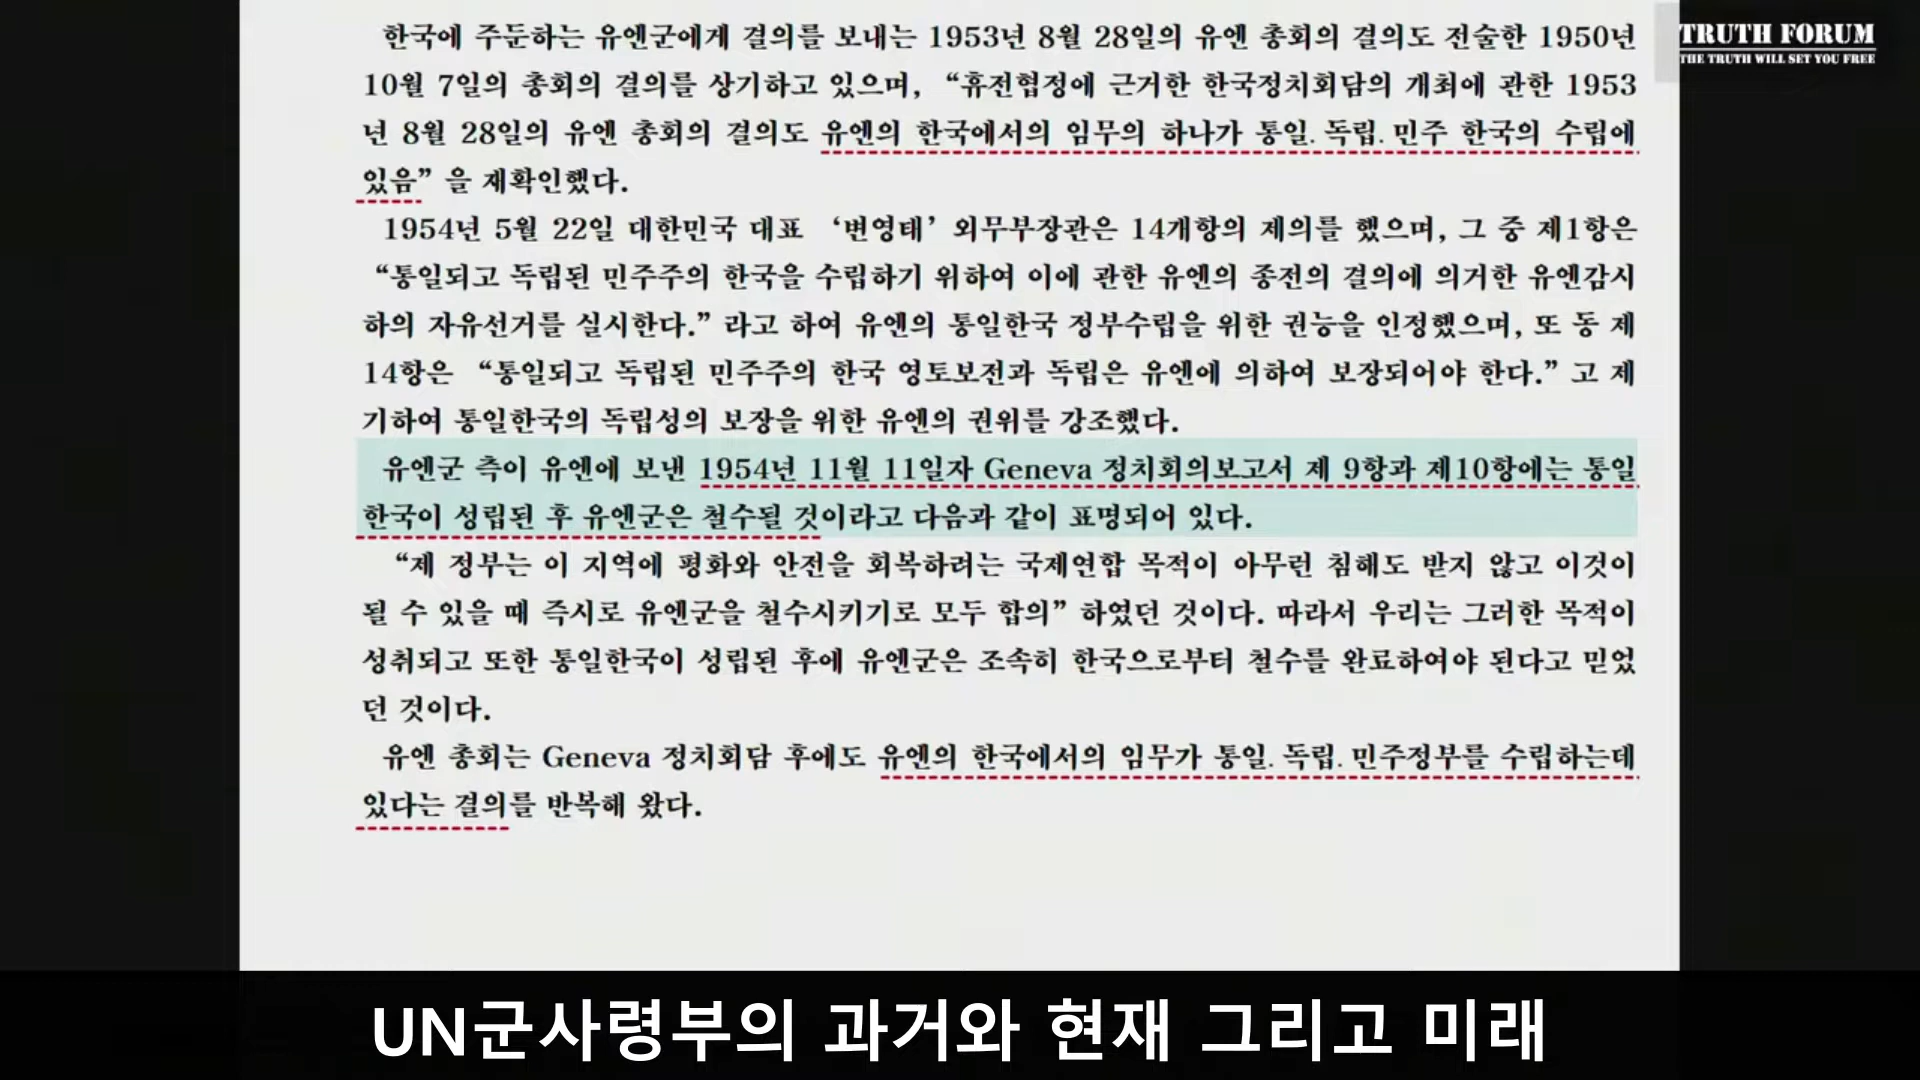 한국에 주둔하는 유엔군에게 결의를 보내는 1953년 8월 28일의 유엔 총회의 결의도 전술한 1950년
10월 7일의 총회의 결의를 상기하고 있으며, “휴전협정에 근거한 한국정치회담의 개최에 관한 1953
년 8월 28일의 유엔 총회의 결의도 유엔의 한국에서의 임무의 하나가 통일. 독립. 민주 한국의 수립에
있음” 을 재확인했다.
1954년 5월 22일 대한민국 대표 ‘변영태’ 외무부장관은 14개항의 제의를 했으며, 그 중 제1항은
“통일되고 독립된 민주주의 한국을 수립하기 위하여 이에 관한 유엔의 종전의 결의에 의거한 유엔감시
하의 자유선거를 실시한다.” 라고 하여 유엔의 통일한국 정부수립을 위한 권능을 인정했으며, 또 동 제
14항은 “통일되고 독립된 민주주의 한국 영토보전과 독립은 유엔에 의하여 보장되어야 한다.” 고 제
기하여 통일한국의 독립성의 보장을 위한 유엔의 권위를 강조했다.
유엔군 측이 유엔에 보낸 1954년 11월 11일자 Geneva 정치회의보고서 제 9항과 제10항에는 통일
한국이 성립된 후 유엔군은 철수될 것이라고 다음과 같이 표명되어 있다.
“제 정부는 이 지역에 평화와 안전을 회복하려는 국제연합 목적이 아무런 침해도 받지 않고 이것이
될 수 있을 때 즉시로 유엔군을 철수시키기로 모두 합의” 하였던 것이다. 따라서 우리는 그러한 목적이
성취되고 또한 통일한국이 성립된 후에 유엔군은 조속히 한국으로부터 철수를 완료하여야 된다고 믿었
던 것이다.
유엔 총회는 Geneva 정치회담 후에도 유엔의 한국에서의 임무가 통일. 독립. 민주정부를 수립하는데
있다는 결의를 반복해 왔다.
TRUTH FORUM
THE TRUTH WILL SET YOU FREE
UN군사령부의 과거와 현재 그리고 미래